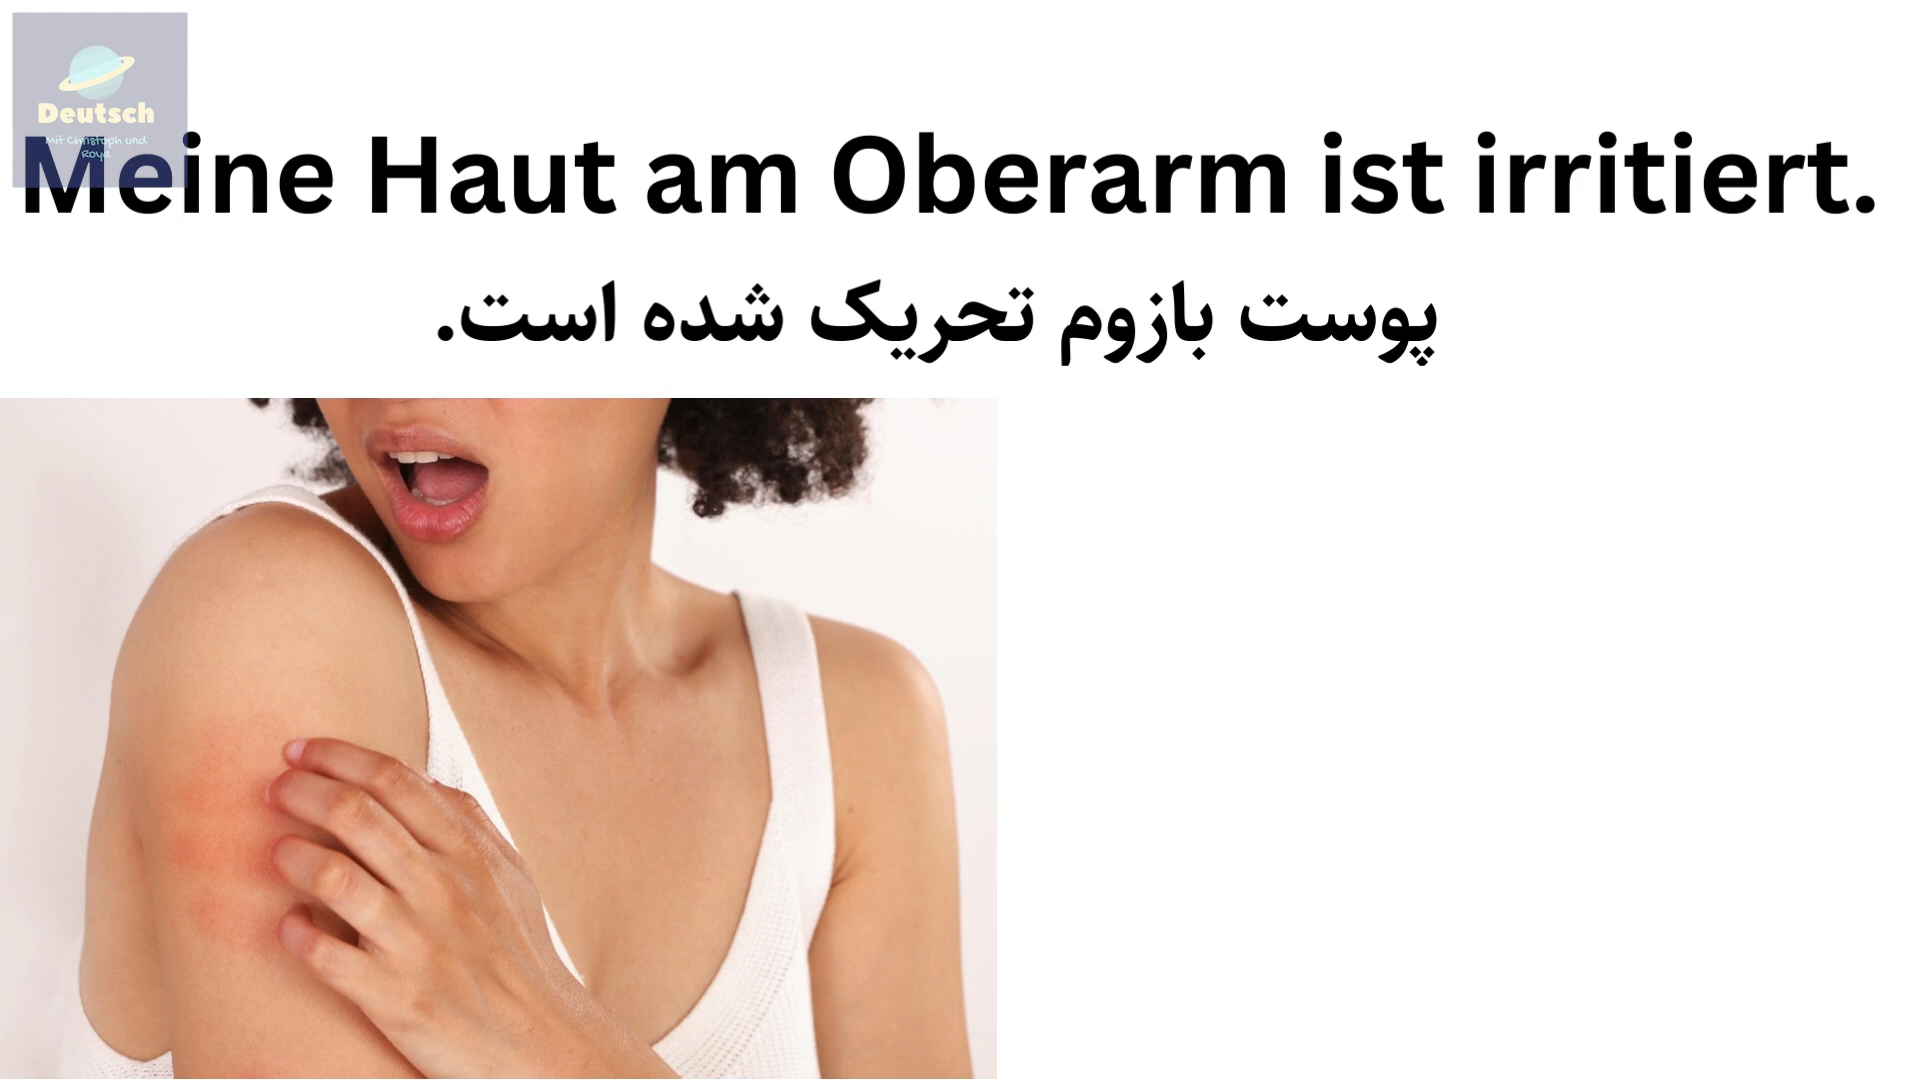 Deutsch
Mit Christoph und
Roya
Meine Haut am Oberarm ist irritiert.
پوست بازوم تحریک شده است.